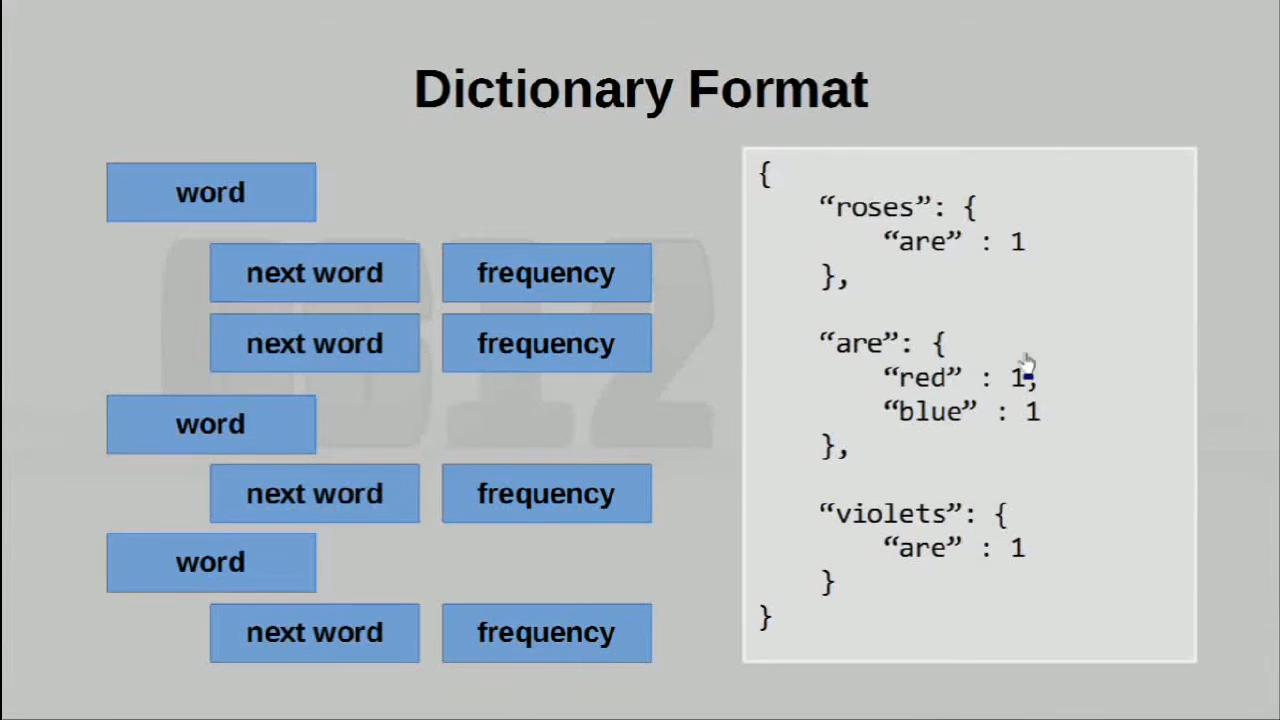 Dictionary Format
word
next word frequency
next word frequency
word
next word frequency
word
next word frequency
{
“roses”: {
“are” : 1
},
“are”: {
“red” : 1,
“blue” : 1
},
“violets”: {
“are” : 1
}
}